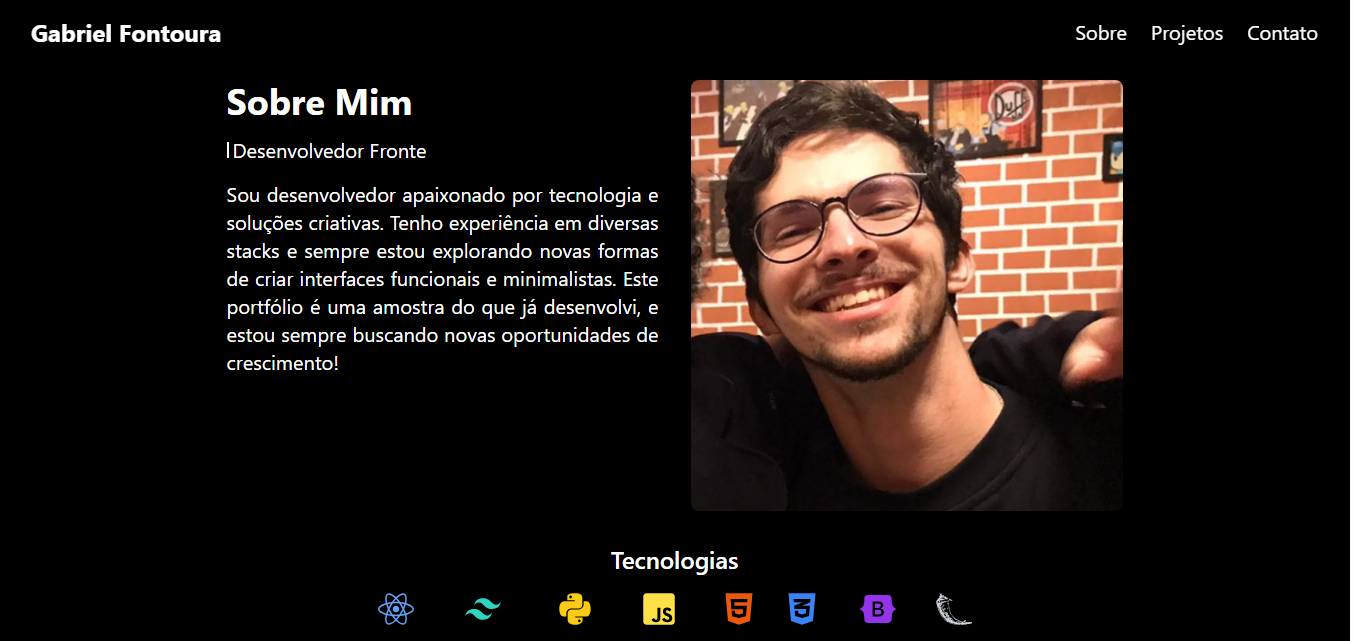 Gabriel Fontoura
Sobre Projetos Contato
Sobre Mim
Desenvolvedor Fronte
Sou desenvolvedor apaixonado por tecnologia e
soluções criativas. Tenho experiência em diversas
stacks e sempre estou explorando novas formas
de criar interfaces funcionais e minimalistas. Este
portfólio é uma amostra do que já desenvolvi, e
estou sempre buscando novas oportunidades de
crescimento!
Duff
Tecnologias
JS
5
3
B